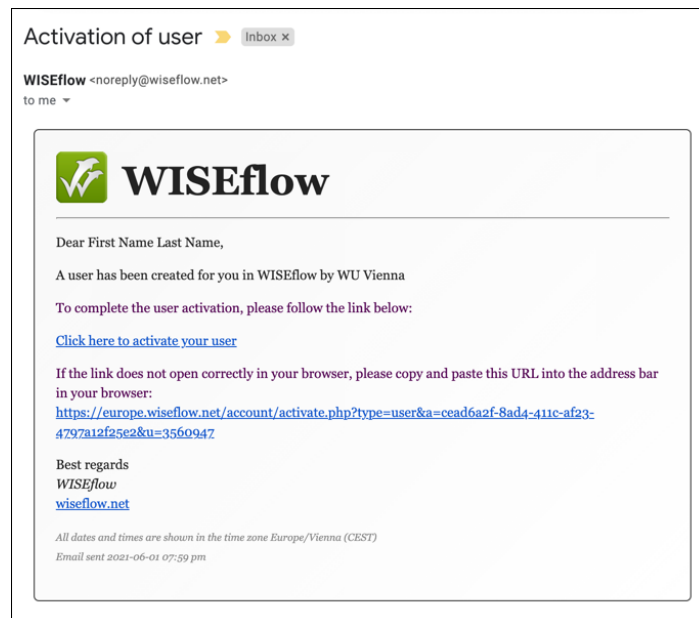 Activation of user
Inbox ×
WISEflow <noreply@wiseflow.net>
to me
WISEflow
Dear First Name Last Name,
A user has been created for you in WISEflow by WU Vienna
To complete the user activation, please follow the link below:
Click here to activate your user
If the link does not open correctly in your browser, please copy and paste this URL into the address bar
in your browser:
https://europe.wiseflow.net/account/activate.php?type=user&a=cead6a2f-8ad4-411c-af23-
4797a12f25e2&u=3560947
Best regards
WISEflow
wiseflow.net
All dates and times are shown in the time zone Europe/Vienna (CEST)
Email sent 2021-06-01 07:59 pm